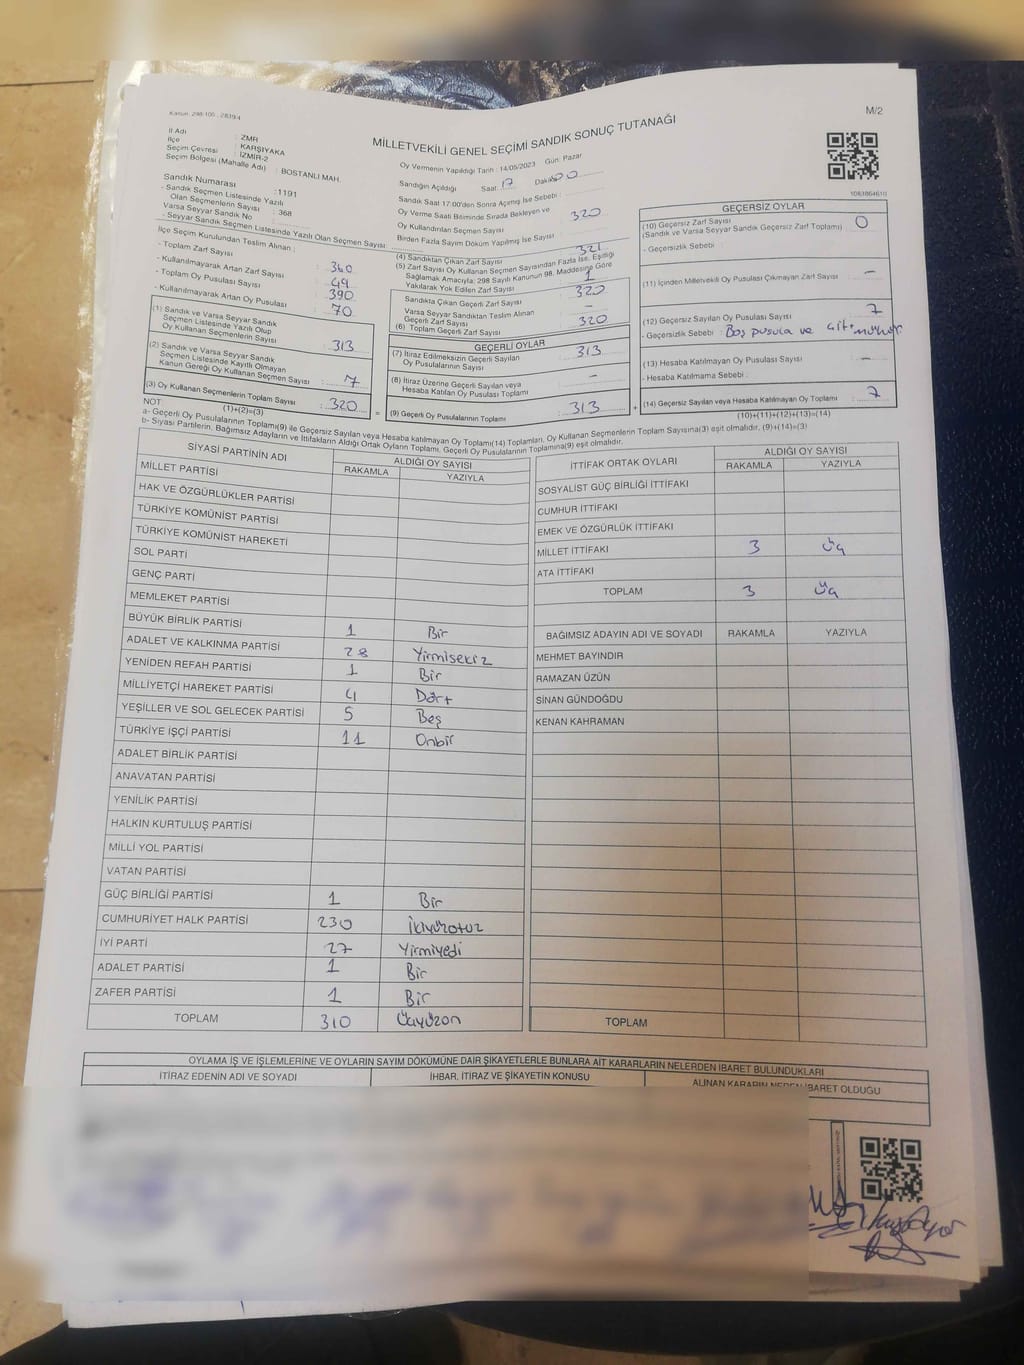 Kanun: 298/105 , 2839/4
M/2
MİLLETVEKİLİ GENEL SEÇİMİ SANDIK SONUÇ TUTANAĞI
İl Adı : ZMR
İlçe : KARŞIYAKA
Seçim Çevresi : İZMİR-2
Seçim Bölgesi (Mahalle Adı) : BOSTANLI MAH.
Sandık Numarası :1191
- Sandık Seçmen Listesinde Yazılı
Olan Seçmenlerin Sayısı : 368
Varsa Seyyar Sandık No :
- Seyyar Sandık Seçmen Listesinde Yazılı Olan Seçmen Sayısı:
İlçe Seçim Kurulundan Teslim Alınan :
- Toplam Zarf Sayısı : 360
- Kullanılmayarak Artan Zarf Sayısı : 49
- Toplam Oy Pusulası Sayısı : 390
- Kullanılmayarak Artan Oy Pusulası : 70
(1) Sandık ve Varsa Seyyar Sandık
Seçmen Listesinde Yazılı Olup
Oy Kullanan Seçmenlerin Sayısı : 313
(2) Sandık ve Varsa Seyyar Sandık
Seçmen Listesinde Kayıtlı Olmayan
Kanun Gereği Oy Kullanan Seçmen Sayısı : 7
(3) Oy Kullanan Seçmenlerin Toplam Sayısı : 320
(1)+(2)=(3)
Oy Vermenin Yapıldığı Tarih : 14/05/2023 Gün: Pazar
Sandığın Açıldığı Saat: 17 Dakika: 00
Sandık Saat 17:00'den Sonra Açımış İse Sebebi :
Oy Verme Saati Bitiminde Sırada Bekleyen ve
Oy Kullandırılan Seçmen Sayısı : 320
Birden Fazla Sayım Döküm Yapılmış İse Sayısı :
(4) Sandıktan Çıkan Zarf Sayısı : 321
(5) Zarf Sayısı Oy Kullanan Seçmen Sayısından Fazla İse, Eşitliği
Sağlamak Amacıyla: 298 Sayılı Kanunun 98. Maddesine Göre
Yakılarak Yok Edilen Zarf Sayısı : 1
Sandıkta Çıkan Geçerli Zarf Sayısı : 320
Varsa Seyyar Sandıktan Teslim Alınan
Geçerli Zarf Sayısı : -
(6) Toplam Geçerli Zarf Sayısı : 320
GEÇERLİ OYLAR
(7) İtiraz Edilmeksizin Geçerli Sayılan
Oy Pusulalarının Sayısı : 313
(8) İtiraz Üzerine Geçerli Sayılan veya
Hesaba Katılan Oy Pusulası Toplamı : -
= (9) Geçerli Oy Pusulalarının Toplamı : 313 +
1083864610
GEÇERSİZ OYLAR
(10) Geçersiz Zarf Sayısı : 0
(Sandık ve Varsa Seyyar Sandık Geçersiz Zarf Toplamı)
- Geçersizlik Sebebi :
(11) İçinden Milletvekili Oy Pusulası Çıkmayan Zarf Sayısı : -
(12) Geçersiz Sayılan Oy Pusulası Sayısı : 7
- Geçersizlik Sebebi : Boş pusula ve çift mühür
(13) Hesaba Katılmayan Oy Pusulası Sayısı : -
- Hesaba Katılmama Sebebi :
(14) Geçersiz Sayılan veya Hesaba Katılmayan Oy Toplamı : 7
(10)+(11)+(12)+(13)=(14)
NOT:
a- Geçerli Oy Pusulalarının Toplamı(9) ile Geçersiz Sayılan veya Hesaba katılmayan Oy Toplamı(14) Toplamları, Oy Kullanan Seçmenlerin Toplam Sayısına(3) eşit olmalıdır, (9)+(14)=(3)
b- Siyasi Partilerin, Bağımsız Adayların ve İttifakların Aldığı Ortak Oyların Toplamı, Geçerli Oy Pusulalarının Toplamına(9) eşit olmalıdır.
SİYASİ PARTİNİN ADI ALDIĞI OY SAYISI
RAKAMLA YAZIYLA
MİLLET PARTİSİ
HAK VE ÖZGÜRLÜKLER PARTİSİ
TÜRKİYE KOMÜNİST PARTİSİ
TÜRKİYE KOMÜNİST HAREKETİ
SOL PARTİ
GENÇ PARTİ
MEMLEKET PARTİSİ
BÜYÜK BİRLİK PARTİSİ 1 Bir
ADALET VE KALKINMA PARTİSİ 28 Yirmisekiz
YENİDEN REFAH PARTİSİ 1 Bir
MİLLİYETÇİ HAREKET PARTİSİ 4 Dört
YEŞİLLER VE SOL GELECEK PARTİSİ 5 Beş
TÜRKİYE İŞÇİ PARTİSİ 11 Onbir
ADALET BİRLİK PARTİSİ
ANAVATAN PARTİSİ
YENİLİK PARTİSİ
HALKIN KURTULUŞ PARTİSİ
MİLLİ YOL PARTİSİ
VATAN PARTİSİ
GÜÇ BİRLİĞİ PARTİSİ 1 Bir
CUMHURİYET HALK PARTİSİ 230 İkiyüzotuz
İYİ PARTİ 27 Yirmiyedi
ADALET PARTİSİ 1 Bir
ZAFER PARTİSİ 1 Bir
TOPLAM 310 Üçyüzon
İTTİFAK ORTAK OYLARI ALDIĞI OY SAYISI
RAKAMLA YAZIYLA
SOSYALİST GÜÇ BİRLİĞİ İTTİFAKI
CUMHUR İTTİFAKI
EMEK VE ÖZGÜRLÜK İTTİFAKI
MİLLET İTTİFAKI 3 Üç
ATA İTTİFAKI
TOPLAM 3 Üç
BAĞIMSIZ ADAYIN ADI VE SOYADI RAKAMLA YAZIYLA
MEHMET BAYINDIR
RAMAZAN ÜZÜN
SİNAN GÜNDOĞDU
KENAN KAHRAMAN
TOPLAM
OYLAMA İŞ VE İŞLEMLERİNE VE OYLARIN SAYIM DÖKÜMÜNE DAİR ŞİKAYETLERLE BUNLARA AİT KARARLARIN NELERDEN İBARET BULUNDUKLARI
İTİRAZ EDENİN ADI VE SOYADI İHBAR, İTİRAZ VE ŞİKAYETİN KONUSU ALINAN KARARIN NEDEN İBARET OLDUĞU